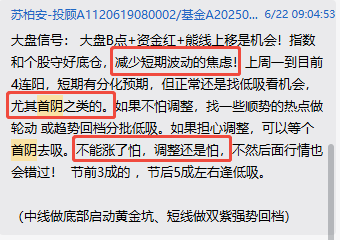 苏柏安-投顾A1120619080002/基金A20250... 6/22 09:04:53
大盘信号： 大盘B点+资金红+能线上移是机会！指数
和个股守好底仓，减少短期波动的焦虑！上周一到目前
4连阳，短期有分化预期，但正常还是找低吸看机会，
尤其首阴之类的。如果不怕调整，找一些顺势的热点做
轮动 或趋势回档分批低吸。如果担心调整，可以等个
首阴去吸。不能涨了怕，调整还是怕，不然后面行情也
会错过！ 节前3成的 ，节后5成左右逢低吸。
（中线做底部启动黄金坑、短线做双紫强势回档）